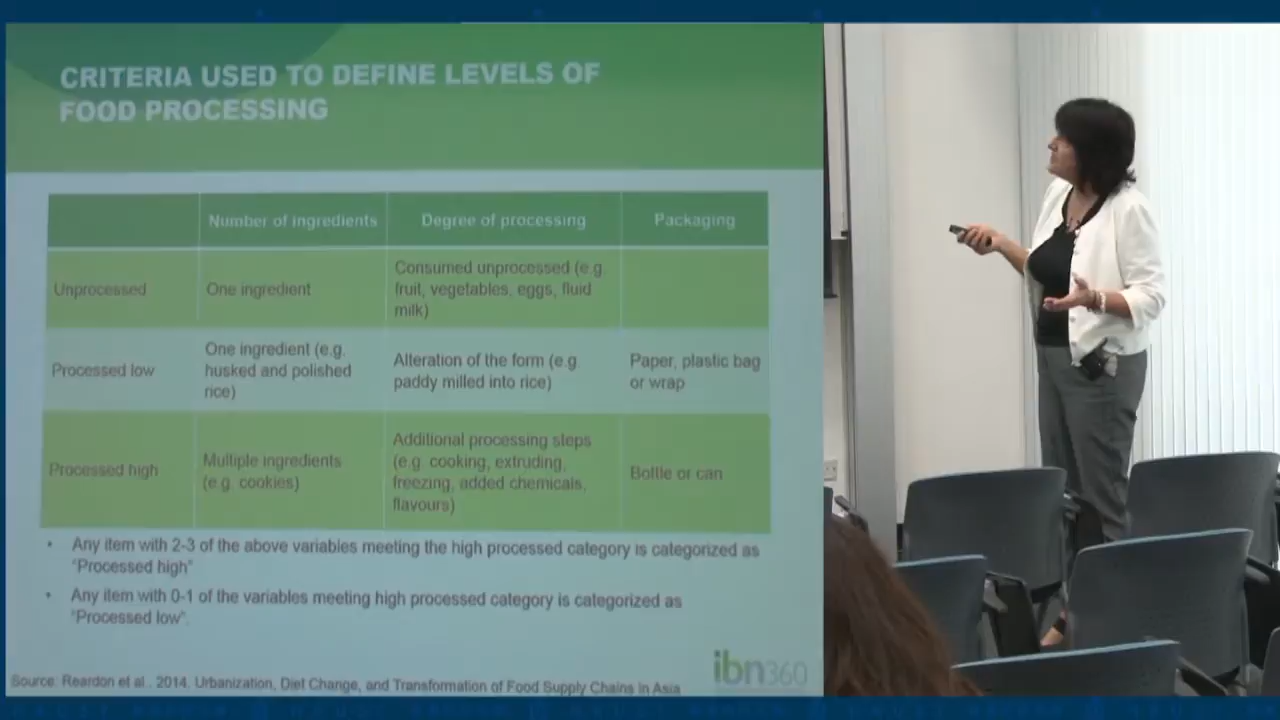 CRITERIA USED TO DEFINE LEVELS OF
FOOD PROCESSING
Number of ingredients
Degree of processing
Packaging
Unprocessed
One ingredient
Consumed unprocessed (e.g.
fruit, vegetables, eggs, fluid
milk)
Processed low
One ingredient (e.g.
husked and polished
rice)
Alteration of the form (e.g.
paddy milled into rice)
Paper, plastic bag
or wrap
Processed high
Multiple ingredients
(e.g. cookies)
Additional processing steps
(e.g. cooking, extruding,
freezing, added chemicals,
flavours)
Bottle or can
• Any item with 2-3 of the above variables meeting the high processed category is categorized as
"Processed high"
• Any item with 0-1 of the variables meeting high processed category is categorized as
"Processed low".
ibn360
Source: Reardon et al., 2014. Urbanization, Diet Change, and Transformation of Food Supply Chains in Asia